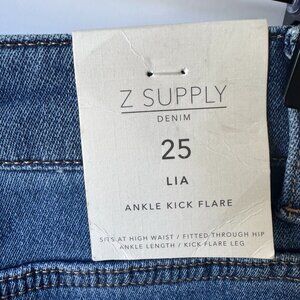 Z SUPPLY
DENIM
25
LIA
ANKLE KICK FLARE
SITS AT HIGH WAIST / FITTED THROUGH HIP
ANKLE LENGTH / KICK FLARE LEG